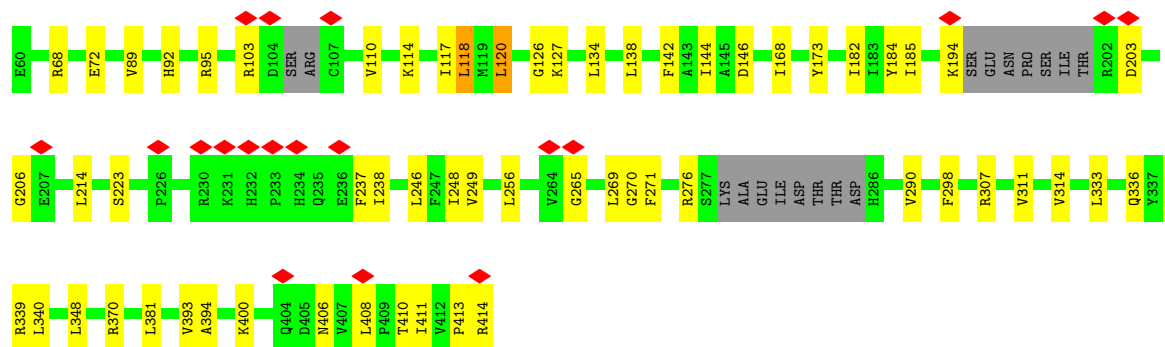 E60 R68 E72 V89 H92 R95 R103 D104 SER ARG C107 V110 K114 I117 L118 M119 L120 G126 K127 L134 L138 F142 A143 I144 A145 D146 I168 Y173 I182 I183 Y184 I185 K194 SER GLU ASN PRO SER ILE THR R202 D203
G206 E207 L214 S223 P226 R230 K231 H232 P233 H234 Q235 E236 F237 I238 L246 F247 I248 V249 L256 V264 G265 L269 G270 F271 R276 S277 LYS ALA GLU ILE ASP THR THR ASP H286 V290 F298 R307 V311 V314 L333 Q336 Y337
R339 L340 L348 R370 L381 V393 A394 K400 Q404 D405 N406 V407 L408 P409 T410 I411 V412 P413 R414